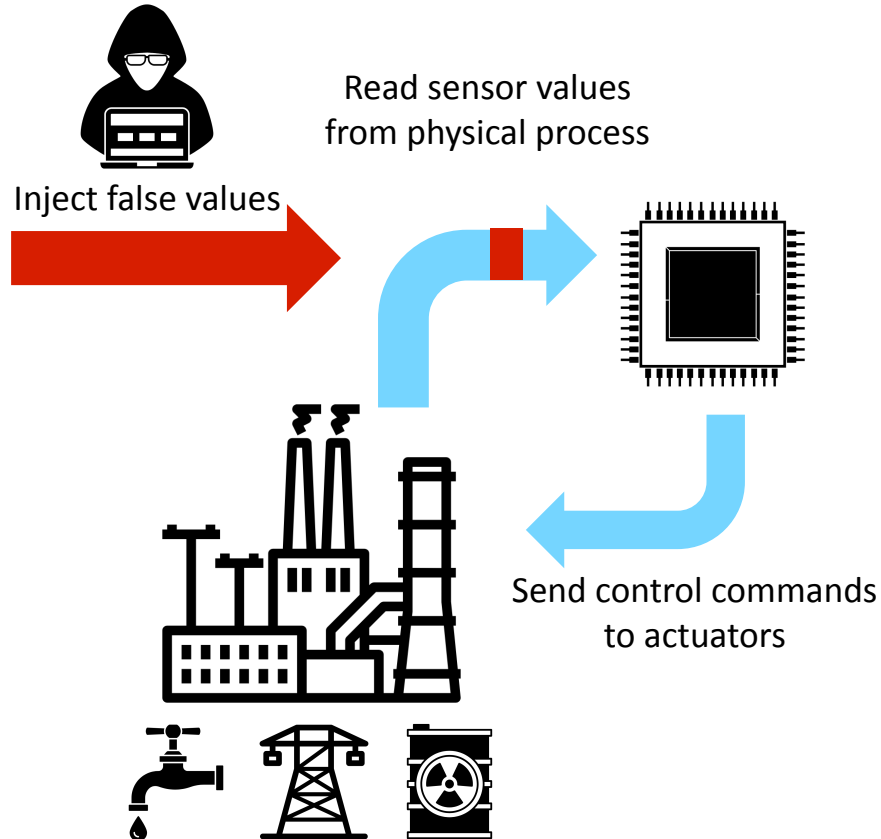 Read sensor values
from physical process
Inject false values
Send control commands
to actuators